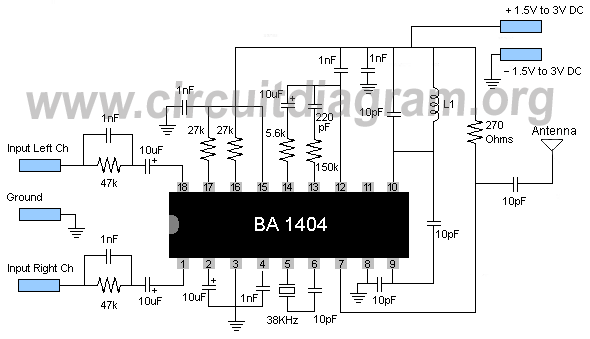 + 1.5V to 3V DC
1nF
1nF
− 1.5V to 3V DC
www.circuitdiagram.org
10uF
1nF
220
pF
10pF
L1
1nF
27k
27k
5.6k
150k
270
Ohms
Antenna
Input Left Ch
10uF
47k
10pF
18 17 16 15 14 13 12 11 10
Ground
BA 1404
10pF
1nF
1 2 3 4 5 6 7 8 9
Input Right Ch
47k
10uF
10uF
1nF
38KHz
10pF
10pF